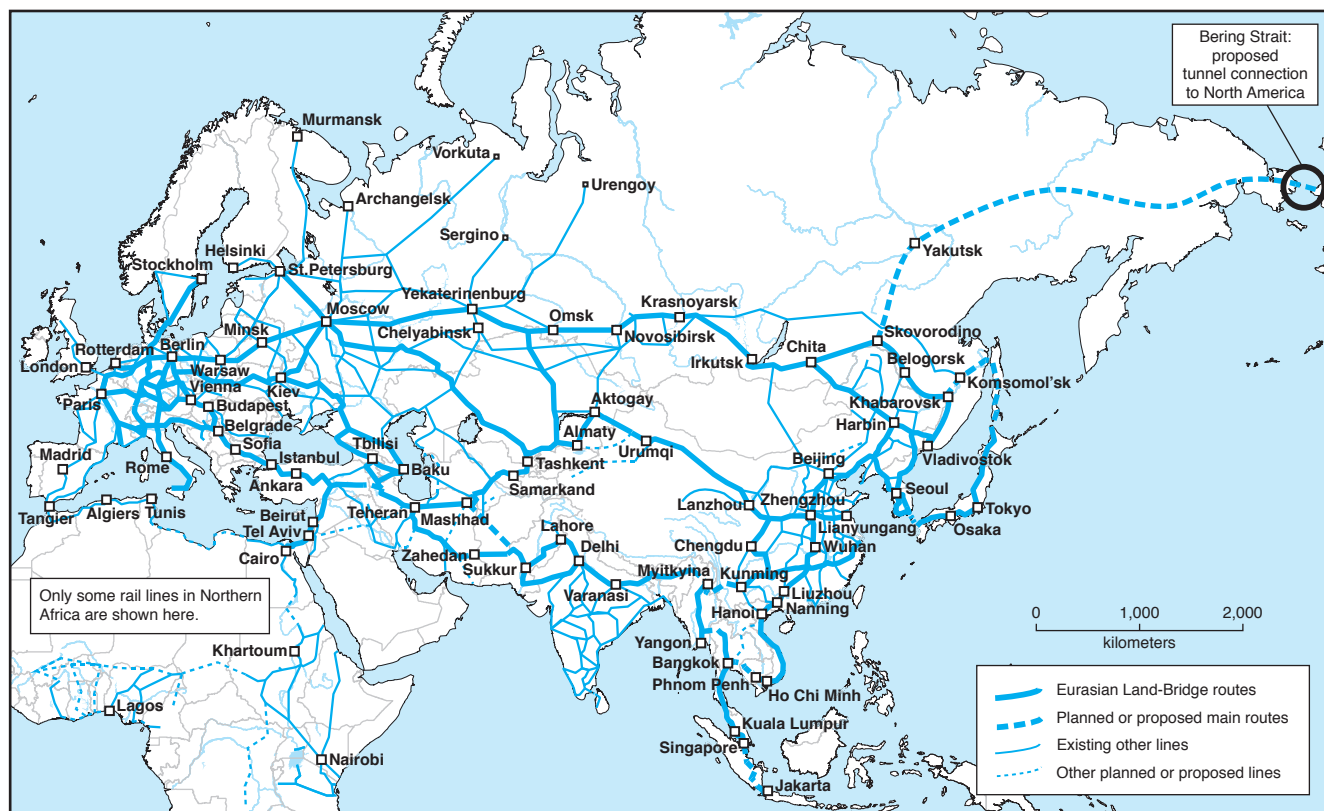 Bering Strait:
proposed
tunnel connection
to North America
Murmansk
Vorkuta
Urengoy
Archangelsk
Sergino
Yakutsk
Helsinki
Stockholm
St.Petersburg
Yekaterinenburg
Krasnoyarsk
Moscow
Omsk
Skovorodino
Minsk
Chelyabinsk
Novosibirsk
Chita
Berlin
Rotterdam
Irkutsk
Belogorsk
London
Warsaw
Komsomol'sk
Vienna
Kiev
Paris
Budapest
Aktogay
Khabarovsk
Belgrade
Harbin
Sofia
Tbilisi
Almaty
Madrid
Istanbul
Urumqi
Vladivostok
Rome
Baku
Tashkent
Beijing
Ankara
Samarkand
Seoul
Tangier
Algiers
Tunis
Teheran
Mashhad
Lanzhou
Zhengzhou
Tokyo
Beirut
Lianyungang
Osaka
Tel Aviv
Lahore
Cairo
Zahedan
Delhi
Chengdu
Wuhan
Sukkur
Myitkyina
Kunming
Varanasi
Liuzhou
Only some rail lines in Northern
Africa are shown here.
Hanoi
Nanning
0
1,000
2,000
kilometers
Khartoum
Yangon
Bangkok
Phnom Penh
Ho Chi Minh
Eurasian Land-Bridge routes
Lagos
Planned or proposed main routes
Kuala Lumpur
Singapore
Existing other lines
Nairobi
Other planned or proposed lines
Jakarta